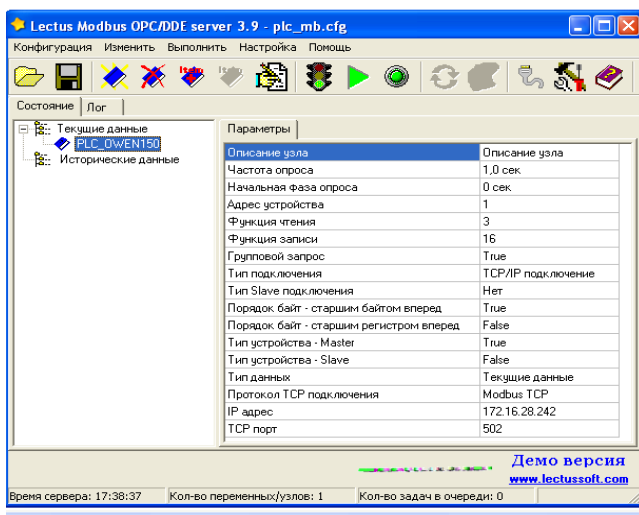 Lectus Modbus OPC/DDE server 3.9 - plc_mb.cfg
Конфигурация Изменить Выполнить Настройка Помощь
Состояние Лог
Текущие данные
PLC_OWEN150
Исторические данные
Параметры
Описание узла Описание узла
Частота опроса 1,0 сек
Начальная фаза опроса 0 сек
Адрес устройства 1
Функция чтения 3
Функция записи 16
Групповой запрос True
Тип подключения TCP/IP подключение
Тип Slave подключения Нет
Порядок байт - старшим байтом вперед True
Порядок байт - старшим регистром вперед False
Тип устройства - Master True
Тип устройства - Slave False
Тип данных Текущие данные
Протокол TCP подключения Modbus TCP
IP адрес 172.16.28.242
TCP порт 502
Демо версия
www.lectussoft.com
Время сервера: 17:38:37 Кол-во переменных/узлов: 1 Кол-во задач в очереди: 0